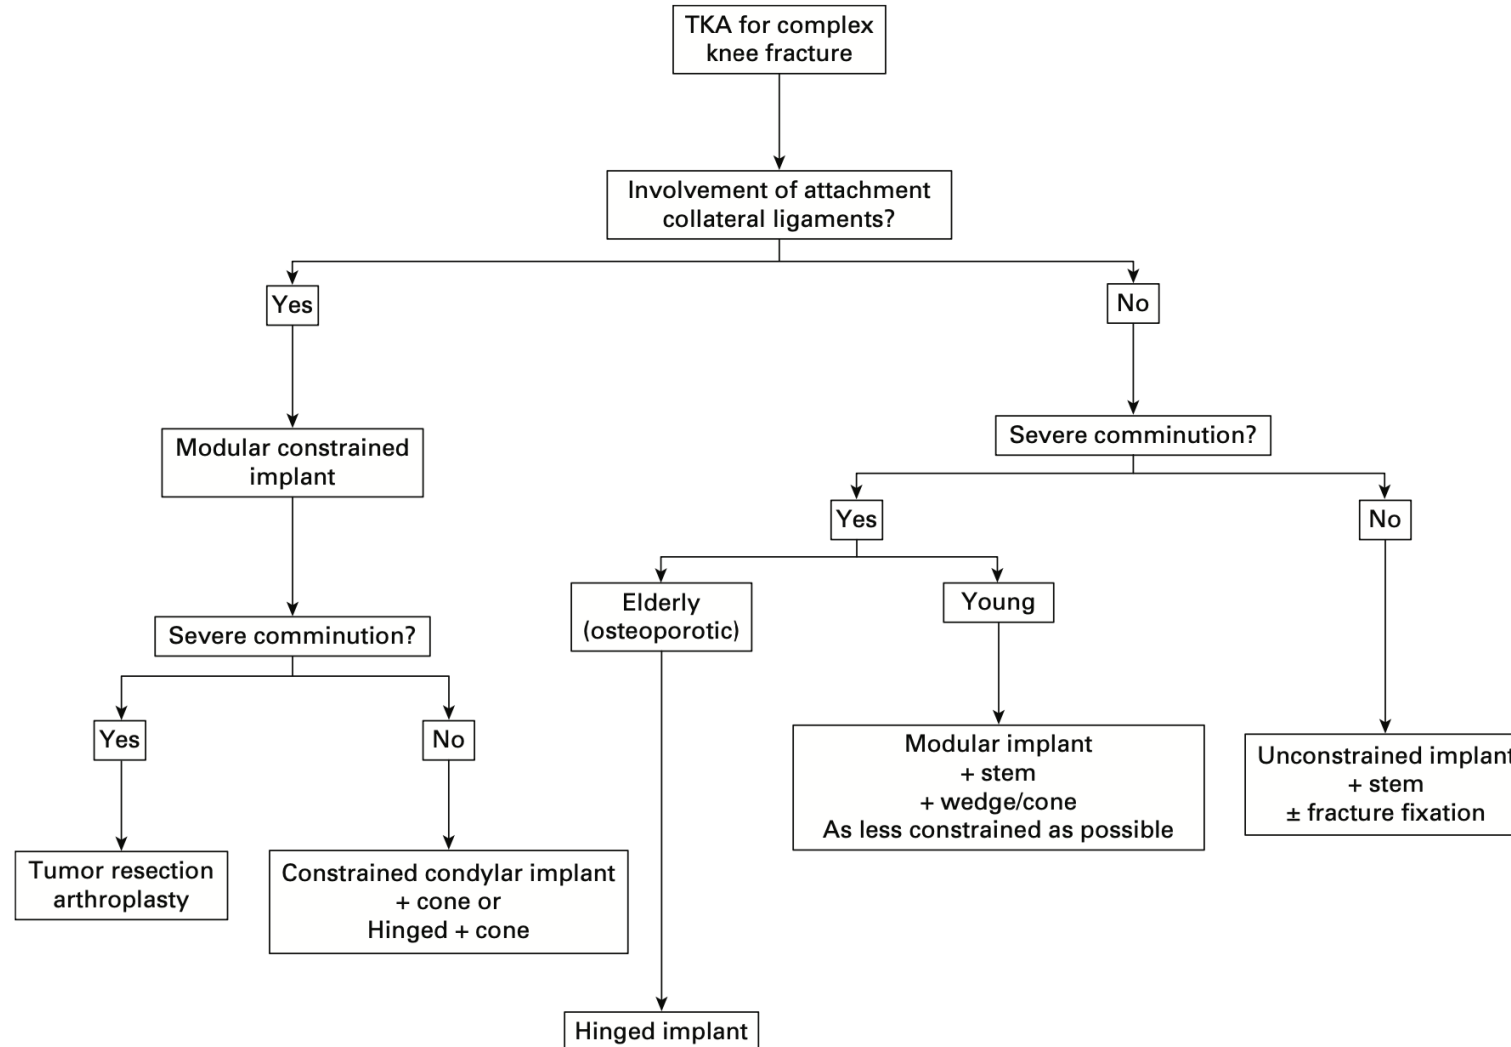 TKA for complex
knee fracture
Involvement of attachment
collateral ligaments?
Yes
No
Modular constrained
implant
Severe comminution?
Severe comminution?
Yes
No
Elderly
(osteoporotic)
Young
Yes
No
Modular implant
+ stem
+ wedge/cone
As less constrained as possible
Unconstrained implant
+ stem
± fracture fixation
Tumor resection
arthroplasty
Constrained condylar implant
+ cone or
Hinged + cone
Hinged implant